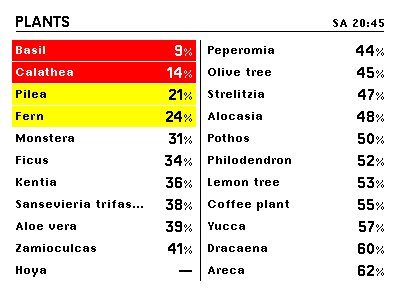 PLANTS SA 20:45
Basil 9%
Calathea 14%
Pilea 21%
Fern 24%
Monstera 31%
Ficus 34%
Kentia 36%
Sansevieria trifas... 38%
Aloe vera 39%
Zamioculcas 41%
Hoya —
Peperomia 44%
Olive tree 45%
Strelitzia 47%
Alocasia 48%
Pothos 50%
Philodendron 52%
Lemon tree 53%
Coffee plant 55%
Yucca 57%
Dracaena 60%
Areca 62%